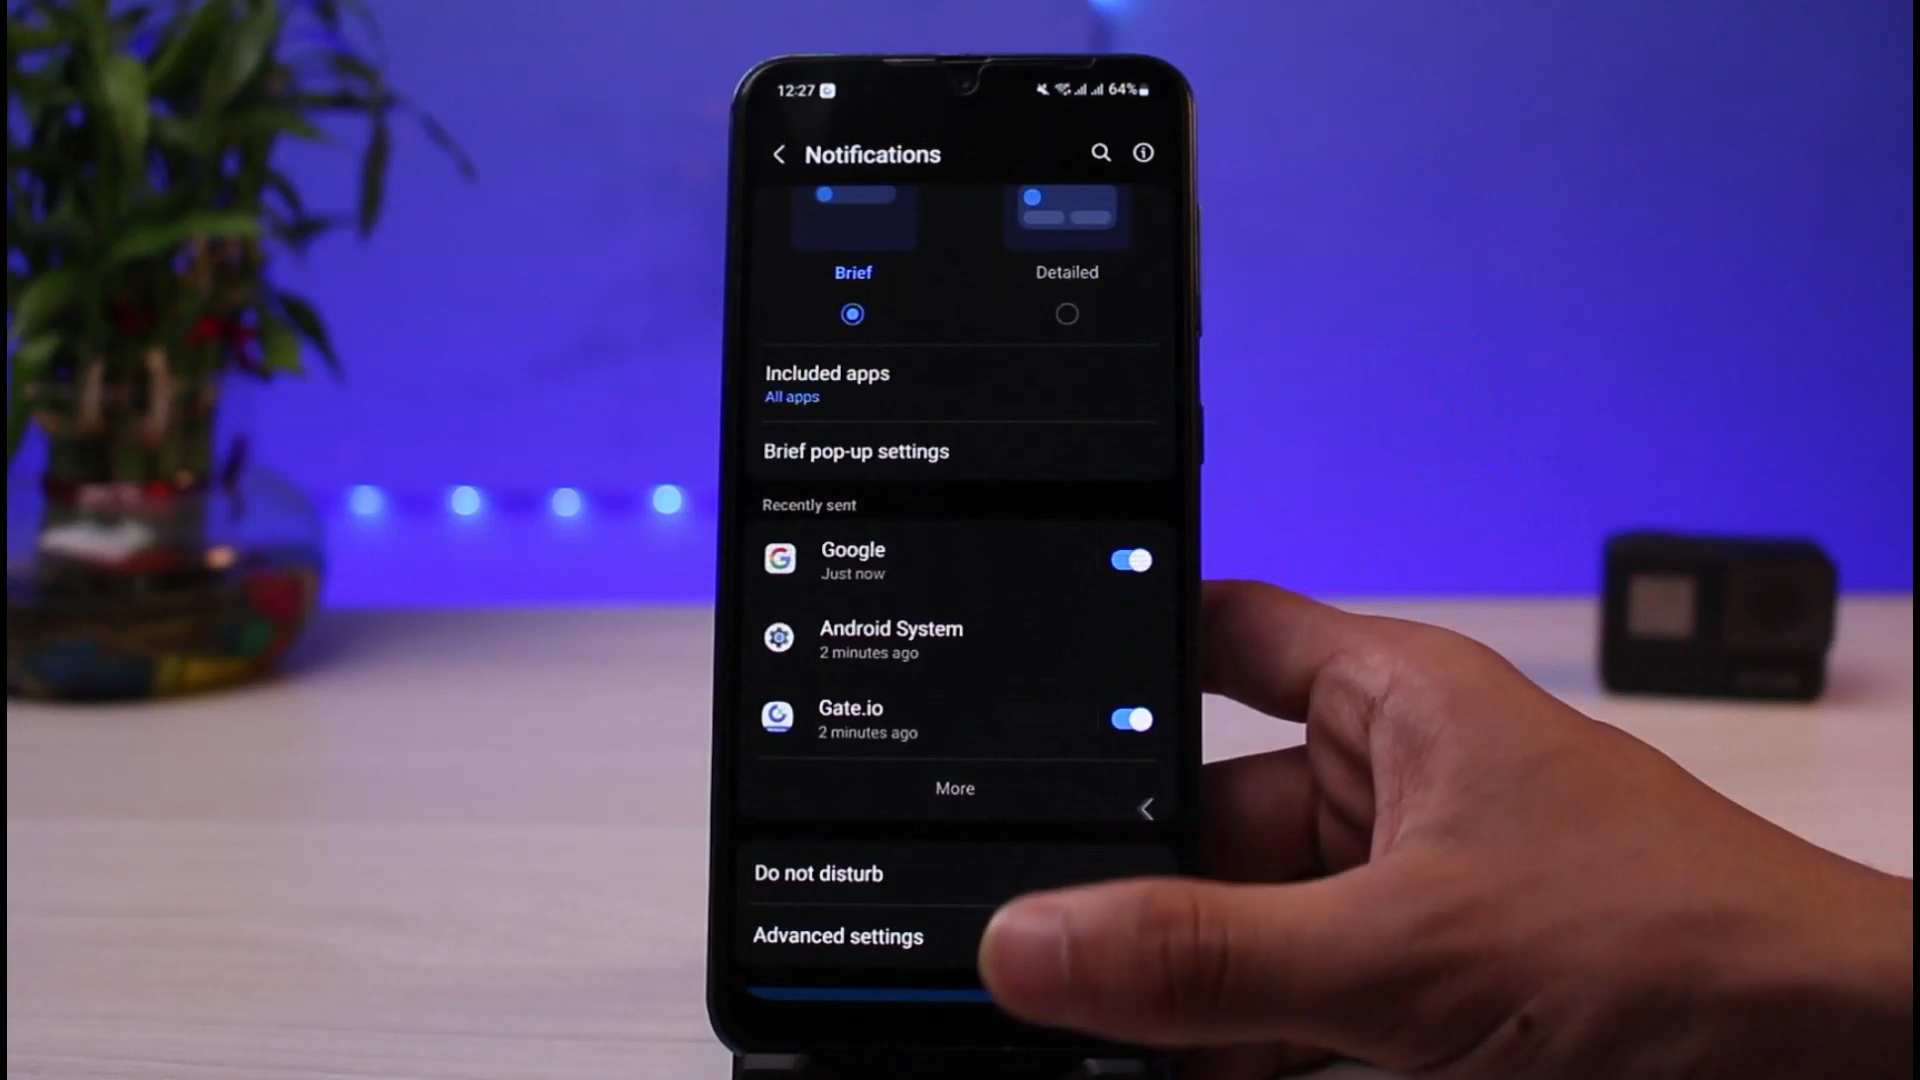 12:27
64%
Notifications
Brief
Detailed
Included apps
All apps
Brief pop-up settings
Recently sent
Google
Just now
Android System
2 minutes ago
Gate.io
2 minutes ago
More
Do not disturb
Advanced settings